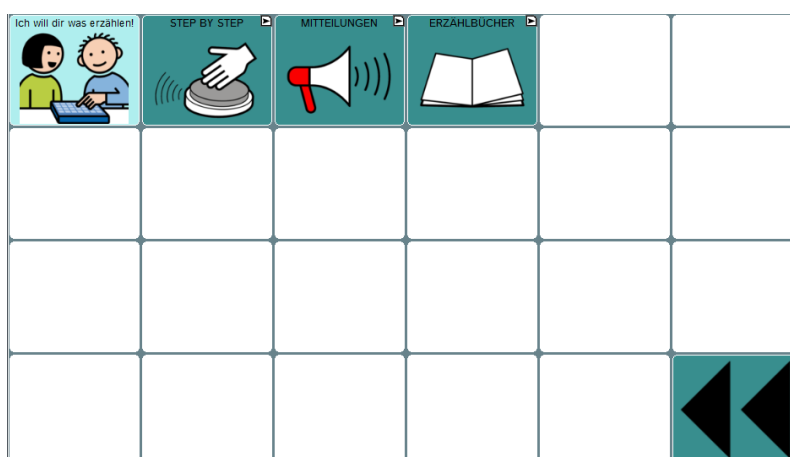 Ich will dir was erzählen!
STEP BY STEP
MITTEILUNGEN
ERZÄHLBÜCHER